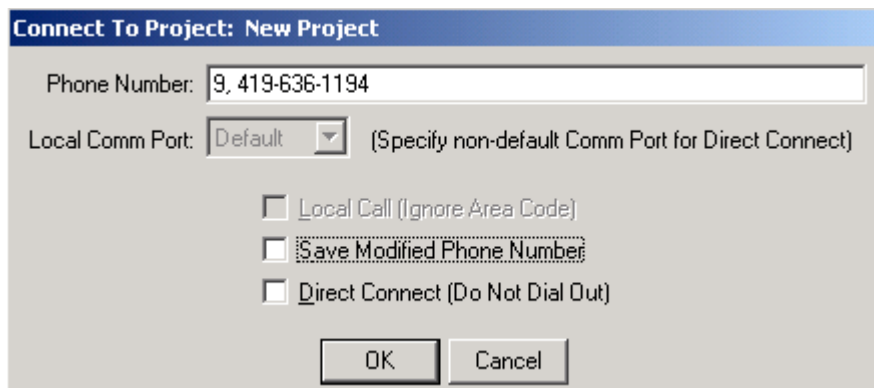 Connect To Project: New Project
Phone Number: 9, 419-636-1194
Local Comm Port: Default (Specify non-default Comm Port for Direct Connect)
Local Call (Ignore Area Code)
Save Modified Phone Number
Direct Connect (Do Not Dial Out)
OK Cancel